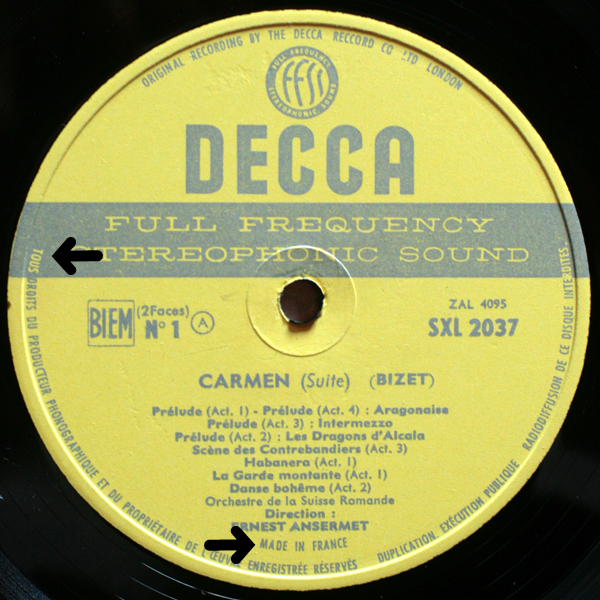 ORIGINAL RECORDING BY THE DECCA RECCORD CO LTD LONDON
FULL FREQUENCY
ffss
STEREOPHONIC SOUND
DECCA
FULL FREQUENCY
STEREOPHONIC SOUND
BIEM
(2Faces)
N° 1
A
ZAL 4095
SXL 2037
CARMEN (Suite) (BIZET)
Prélude (Act. 1) - Prélude (Act. 4) : Aragonaise
Prélude (Act. 3) : Intermezzo
Prélude (Act. 2) : Les Dragons d'Alcala
Scène des Contrebandiers (Act. 3)
Habanera (Act. 1)
La Garde montante (Act. 1)
Danse bohême (Act. 2)
Orchestre de la Suisse Romande
Direction :
ERNEST ANSERMET
MADE IN FRANCE
TOUS DROITS DU PRODUCTEUR PHONOGRAPHIQUE ET DU PROPRIÉTAIRE DE L'ŒUVRE ENREGISTRÉE RÉSERVÉS DUPLICATION EXÉCUTION PUBLIQUE RADIODIFFUSION DE CE DISQUE INTERDITES.